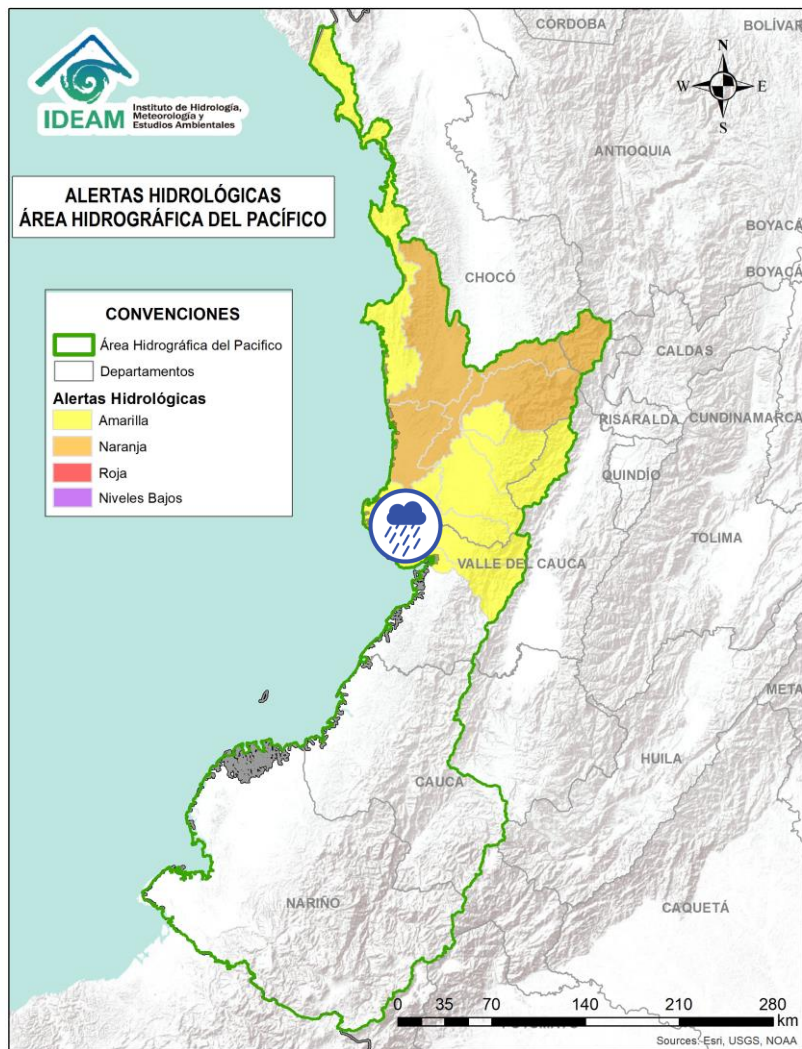 IDEAM
Instituto de Hidrología,
Meteorología y
Estudios Ambientales
ALERTAS HIDROLÓGICAS
ÁREA HIDROGRÁFICA DEL PACÍFICO
CONVENCIONES
Área Hidrográfica del Pacifico
Departamentos
Alertas Hidrológicas
Amarilla
Naranja
Roja
Niveles Bajos
N
W E
S
CÓRDOBA
BOLÍVAR
ANTIOQUIA
BOYACÁ
BOYACÁ
CHOCÓ
CALDAS
RISARALDA
CUNDINAMARCA
QUINDÍO
TOLIMA
VALLE DEL CAUCA
META
HUILA
CAUCA
NARIÑO
CAQUETÁ
0 35 70 140 210 280
km
Sources: Esri, USGS, NOAA